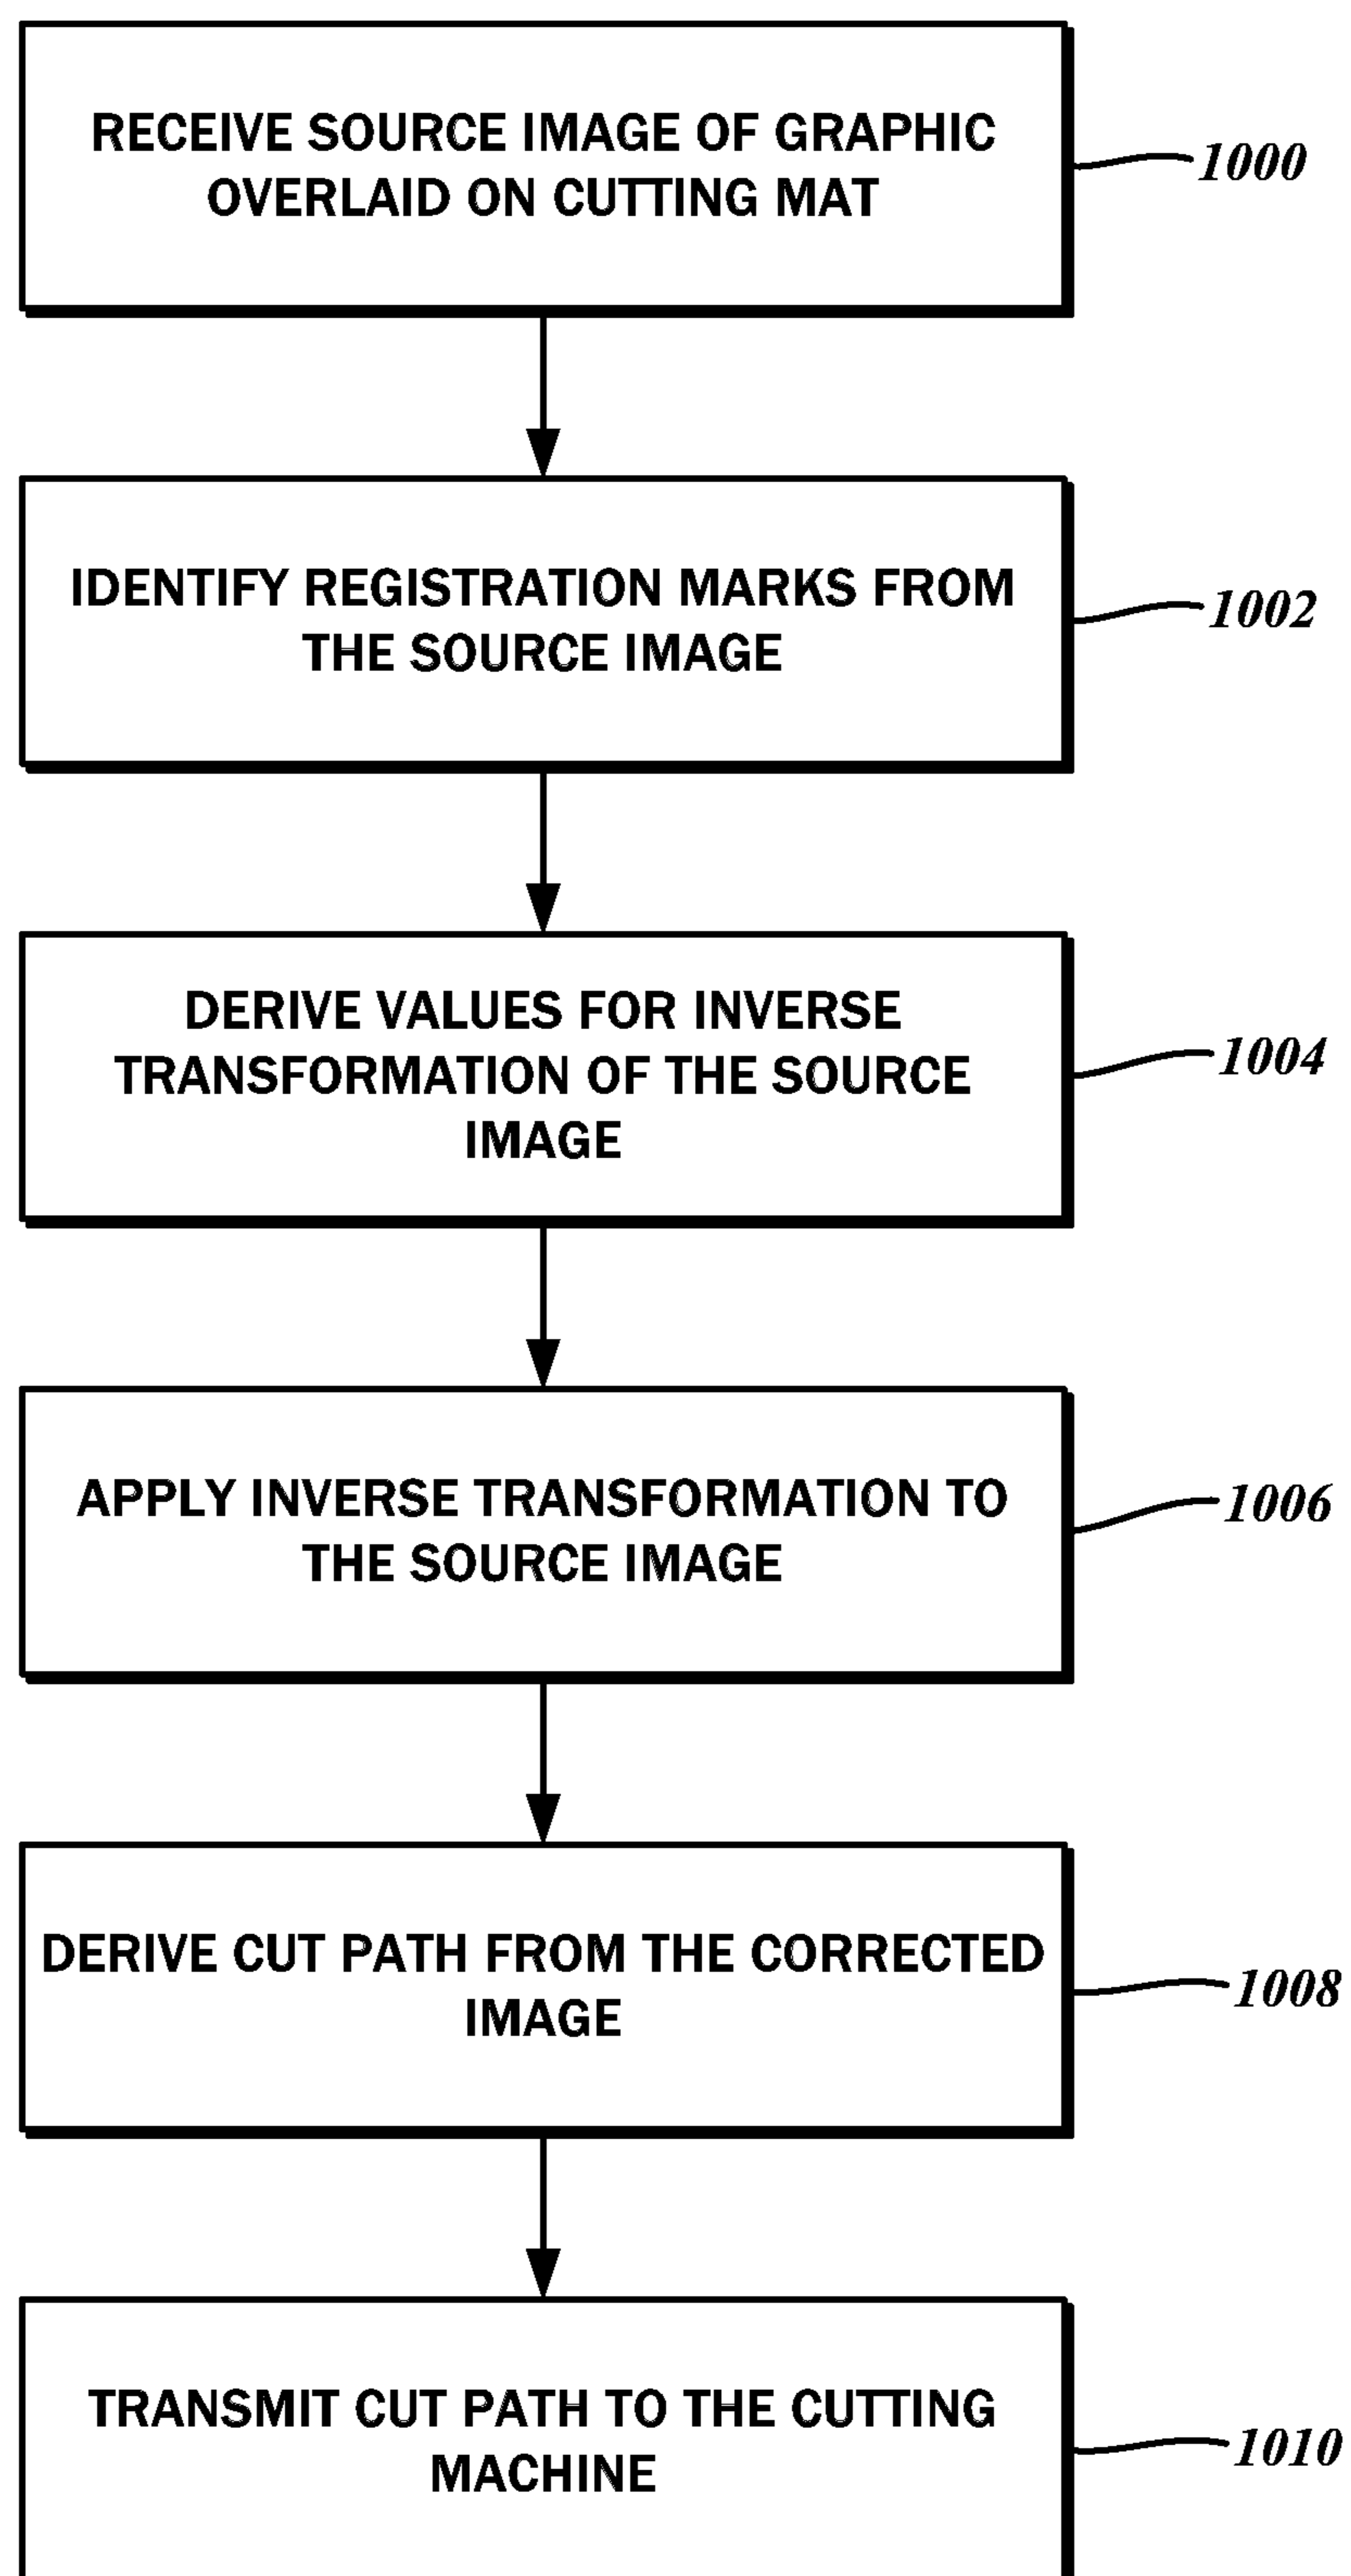 RECEIVE SOURCE IMAGE OF GRAPHIC
OVERLAID ON CUTTING MAT
1000
IDENTIFY REGISTRATION MARKS FROM
THE SOURCE IMAGE
1002
DERIVE VALUES FOR INVERSE
TRANSFORMATION OF THE SOURCE
IMAGE
1004
APPLY INVERSE TRANSFORMATION TO
THE SOURCE IMAGE
1006
DERIVE CUT PATH FROM THE CORRECTED
IMAGE
1008
TRANSMIT CUT PATH TO THE CUTTING
MACHINE
1010